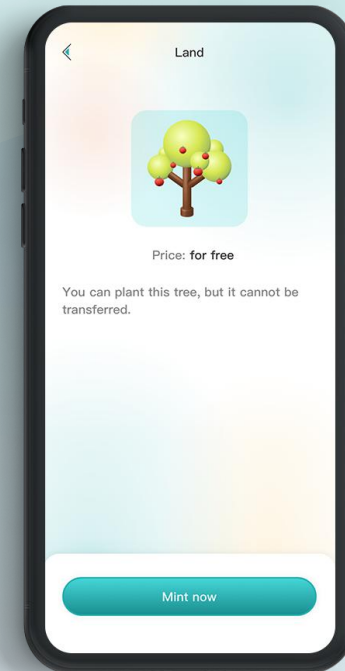 Land
Price: for free
You can plant this tree, but it cannot be
transferred.
Mint now